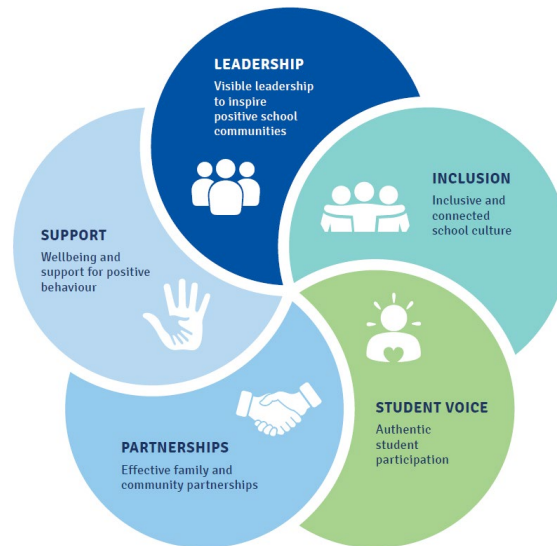 LEADERSHIP
Visible leadership
to inspire
positive school
communities
INCLUSION
Inclusive and
connected
school culture
STUDENT VOICE
Authentic
student
participation
PARTNERSHIPS
Effective family and
community partnerships
SUPPORT
Wellbeing and
support for positive
behaviour